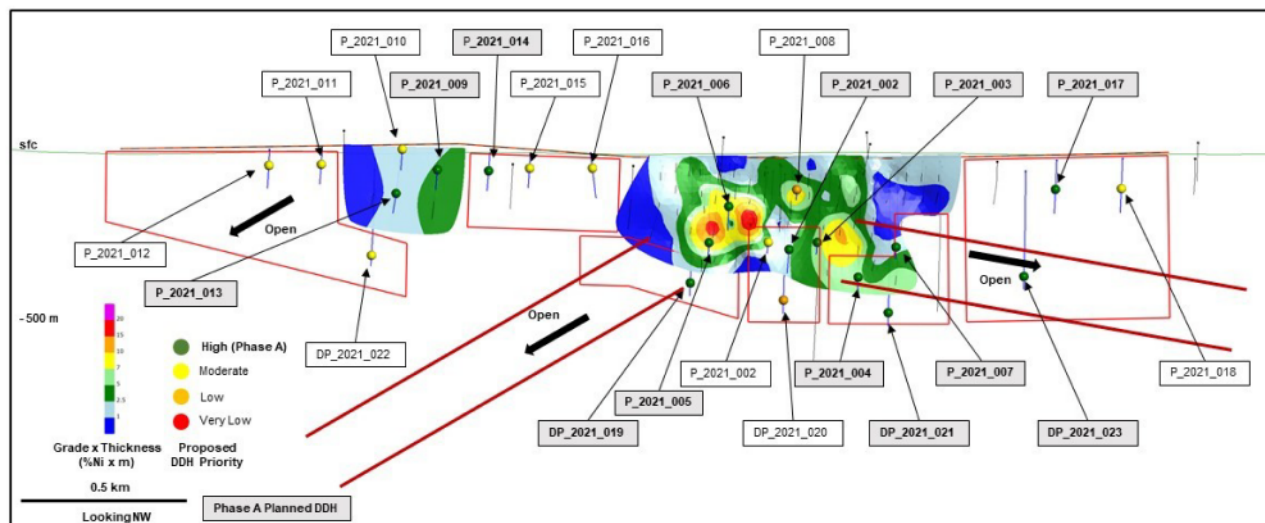 P_2021_010
P_2021_014
P_2021_016
P_2021_008
P_2021_011
P_2021_009
P_2021_015
P_2021_006
P_2021_002
P_2021_003
P_2021_017
sfc
Open
P_2021_012
P_2021_013
Open
-500 m
20
15
10
7
5
2.5
1
High (Phase A)
Moderate
Low
Very Low
DP_2021_022
Open
P_2021_002
P_2021_004
P_2021_007
P_2021_018
P_2021_005
DP_2021_019
DP_2021_020
DP_2021_021
DP_2021_023
Grade x Thickness
(%Ni x m)
Proposed
DDH Priority
0.5 km
Looking NW
Phase A Planned DDH